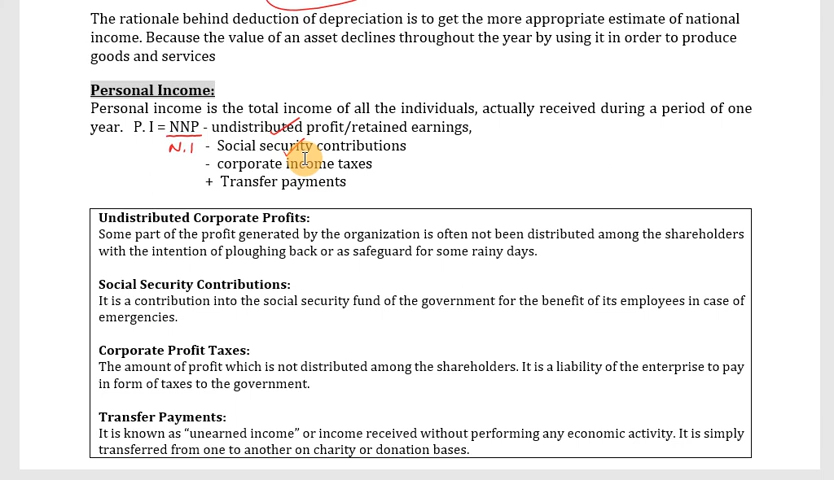 The rationale behind deduction of depreciation is to get the more appropriate estimate of national
income. Because the value of an asset declines throughout the year by using it in order to produce
goods and services
Personal Income:
Personal income is the total income of all the individuals, actually received during a period of one
year. P. I = NNP - undistributed profit/retained earnings,
N.I - Social security contributions
- corporate income taxes
+ Transfer payments
Undistributed Corporate Profits:
Some part of the profit generated by the organization is often not been distributed among the shareholders
with the intention of ploughing back or as safeguard for some rainy days.
Social Security Contributions:
It is a contribution into the social security fund of the government for the benefit of its employees in case of
emergencies.
Corporate Profit Taxes:
The amount of profit which is not distributed among the shareholders. It is a liability of the enterprise to pay
in form of taxes to the government.
Transfer Payments:
It is known as “unearned income” or income received without performing any economic activity. It is simply
transferred from one to another on charity or donation bases.